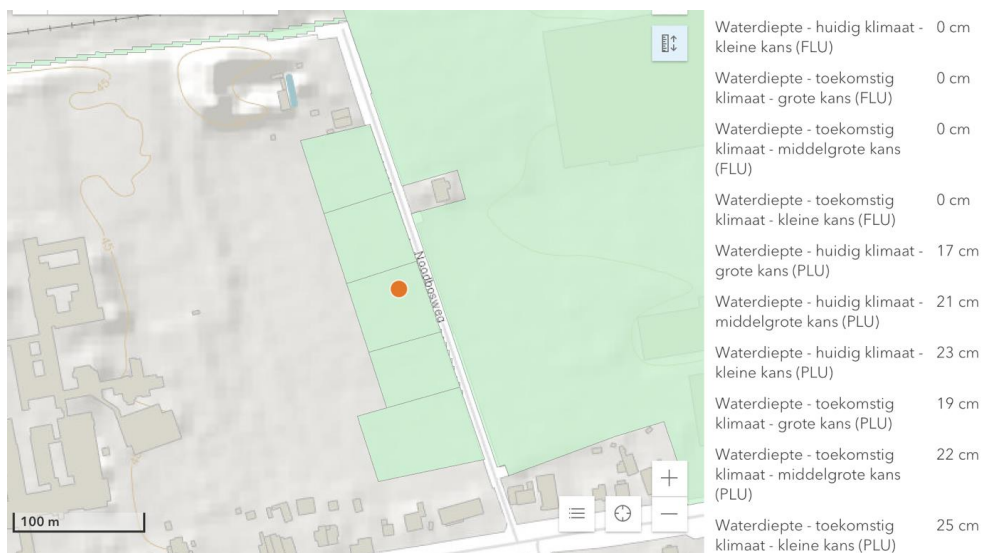 45
45
Noodbosweg
100 m
Waterdiepte - huidig klimaat - 0 cm
kleine kans (FLU)
Waterdiepte - toekomstig 0 cm
klimaat - grote kans (FLU)
Waterdiepte - toekomstig 0 cm
klimaat - middelgrote kans
(FLU)
Waterdiepte - toekomstig 0 cm
klimaat - kleine kans (FLU)
Waterdiepte - huidig klimaat - 17 cm
grote kans (PLU)
Waterdiepte - huidig klimaat - 21 cm
middelgrote kans (PLU)
Waterdiepte - huidig klimaat - 23 cm
kleine kans (PLU)
Waterdiepte - toekomstig 19 cm
klimaat - grote kans (PLU)
Waterdiepte - toekomstig 22 cm
klimaat - middelgrote kans
(PLU)
Waterdiepte - toekomstig 25 cm
klimaat - kleine kans (PLU)